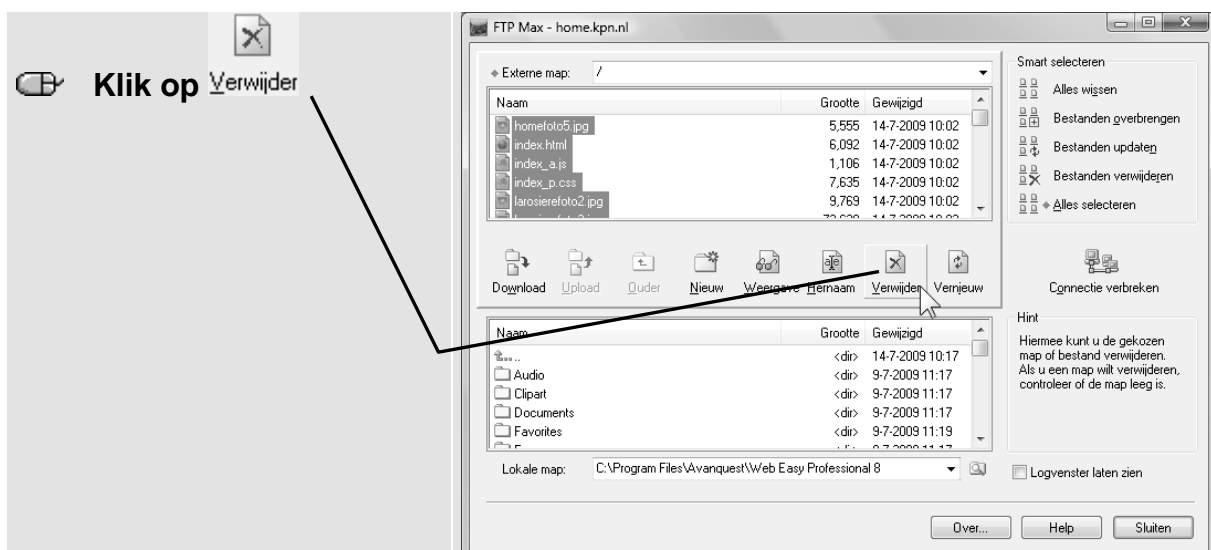 Klik op Verwijder
FTP Max - home.kpn.nl
Externe map: /
Naam Grootte Gewijzigd
homefoto5.jpg 5,555 14-7-2009 10:02
index.html 6,092 14-7-2009 10:02
index_a.js 1,106 14-7-2009 10:02
index_p.css 7,635 14-7-2009 10:02
larosierefoto2.jpg 9,769 14-7-2009 10:02
Download Upload Ouder Nieuw Weergave Hernaam Verwijder Vernieuw
Naam Grootte Gewijzigd
.. <dir> 14-7-2009 10:17
Audio <dir> 9-7-2009 11:17
Clipart <dir> 9-7-2009 11:17
Documents <dir> 9-7-2009 11:17
Favorites <dir> 9-7-2009 11:19
Lokale map: C:\Program Files\Avanquest\Web Easy Professional 8
Smart selecteren
Alles wissen
Bestanden overbrengen
Bestanden updaten
Bestanden verwijderen
Alles selecteren
Connectie verbreken
Hint
Hiermee kunt u de gekozen
map of bestand verwijderen.
Als u een map wilt verwijderen,
controleer of de map leeg is.
Logvenster laten zien
Over... Help Sluiten